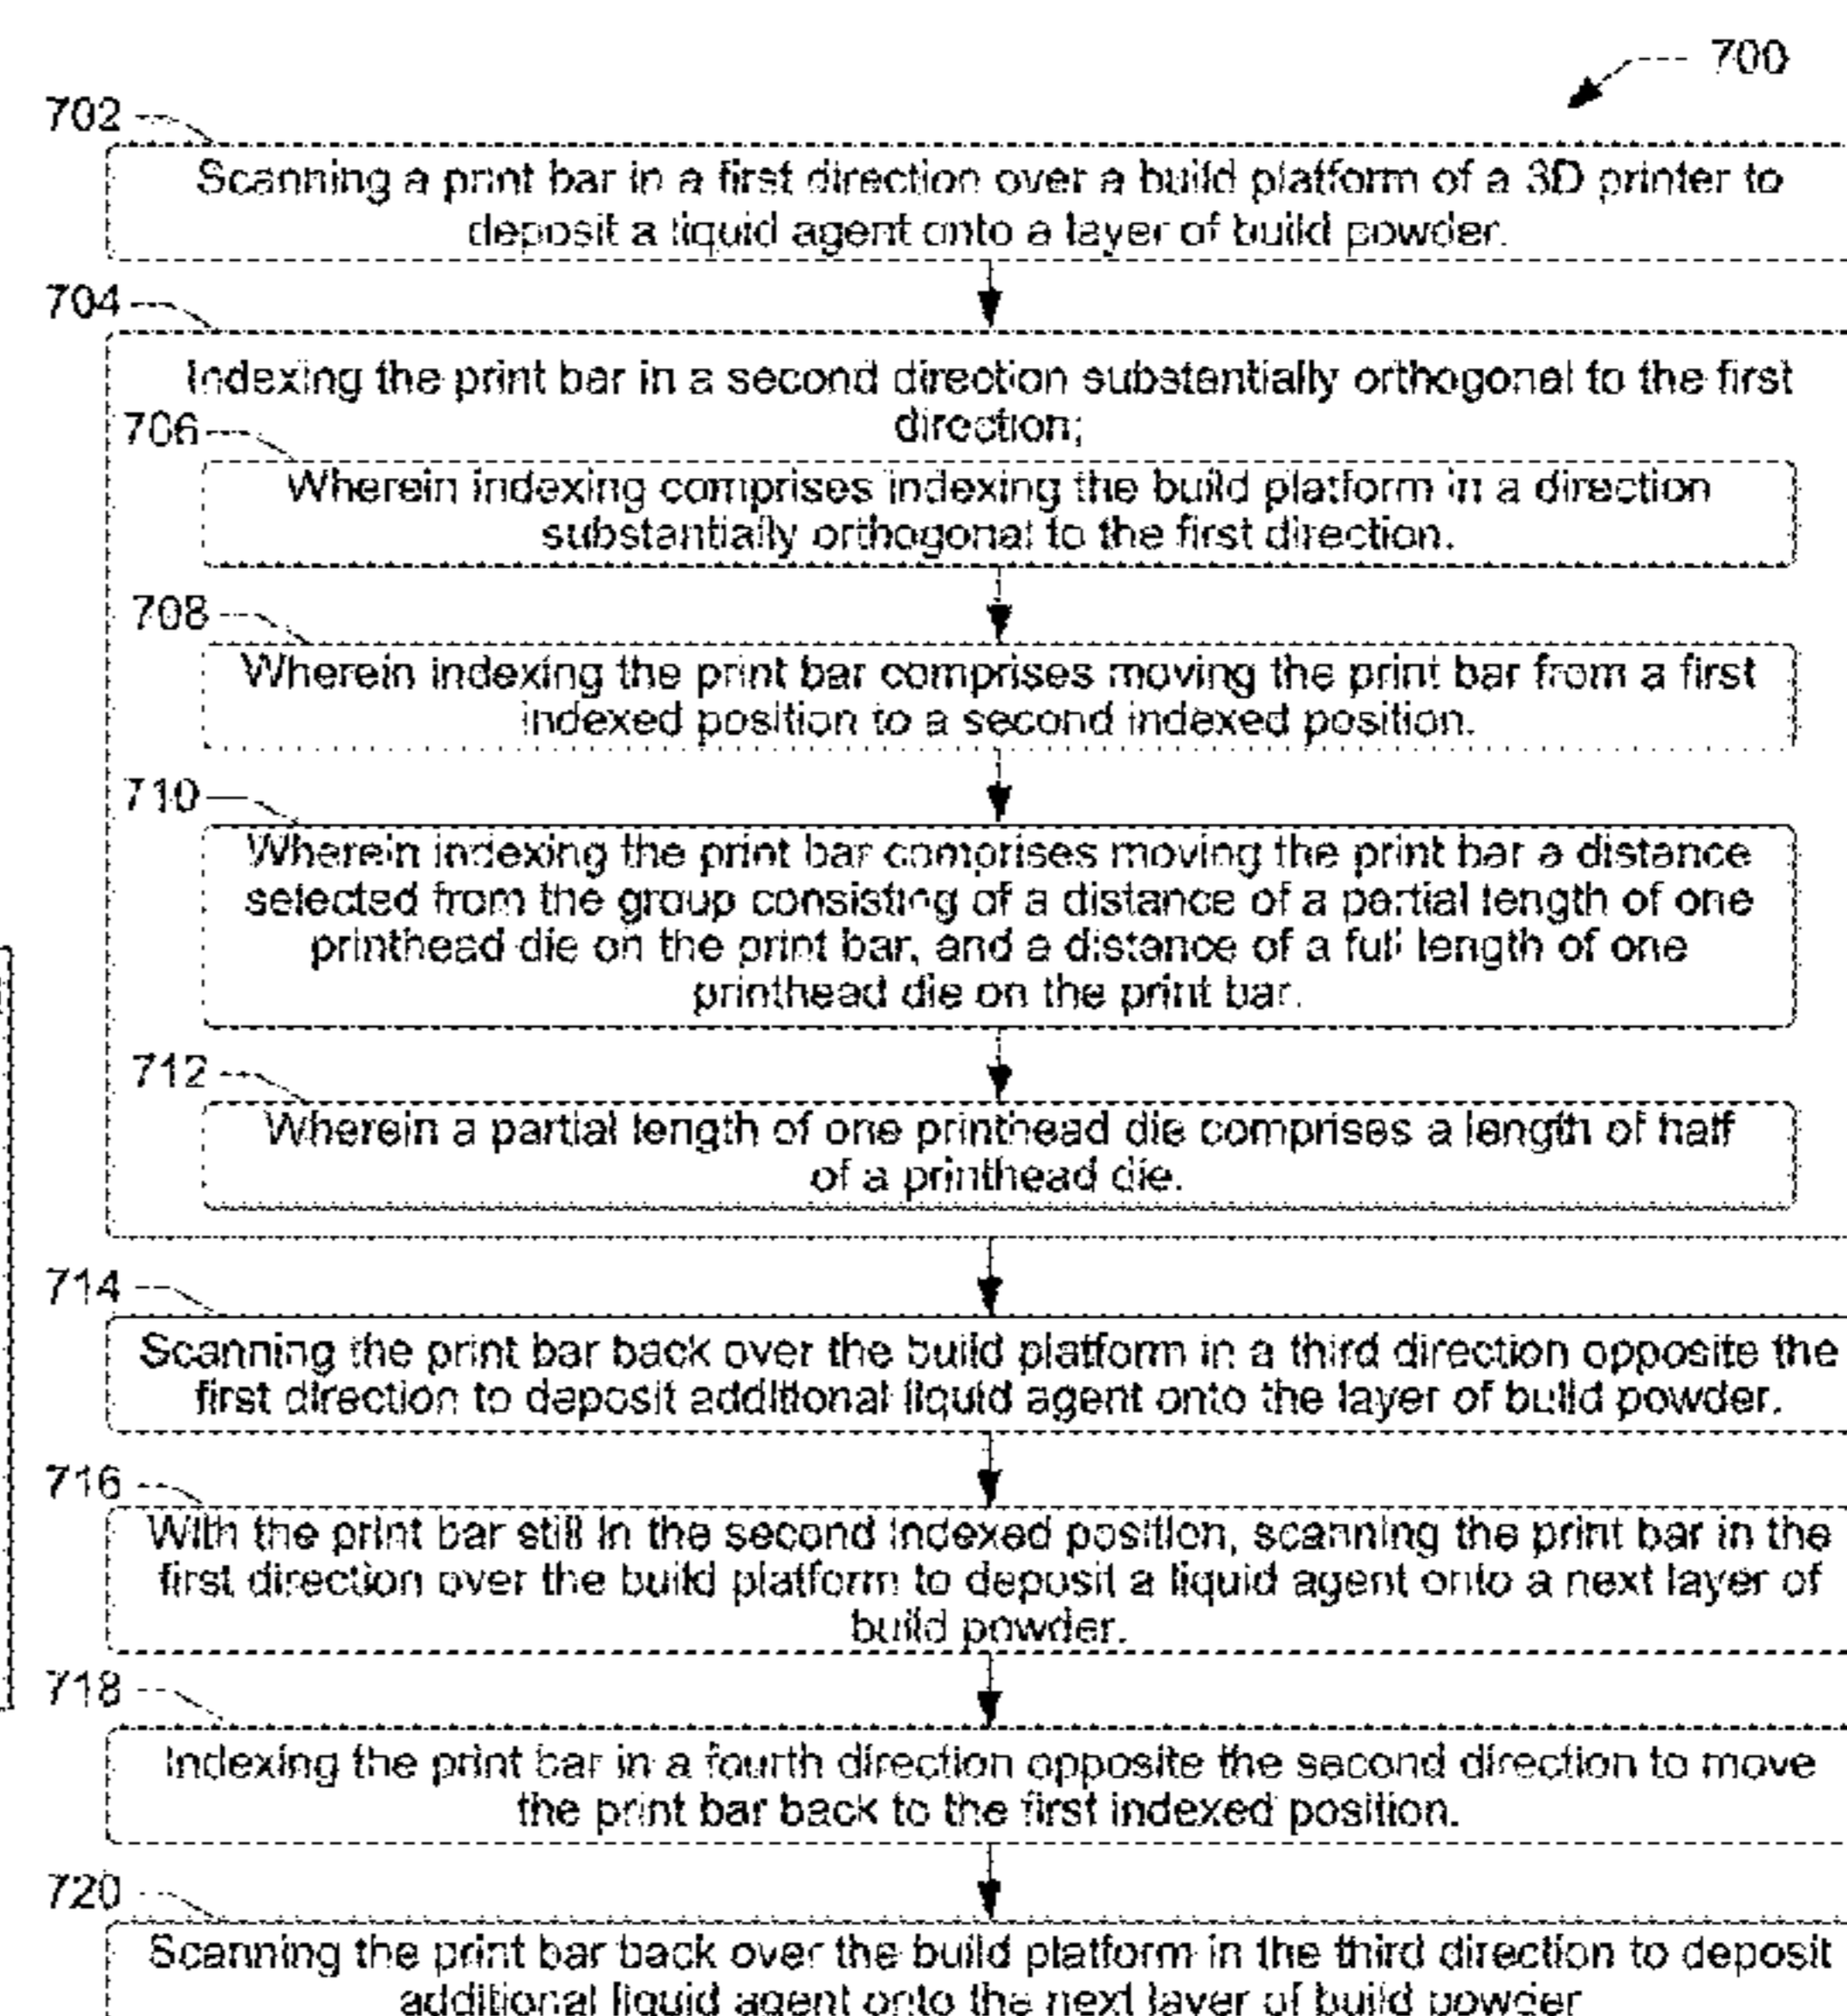 700
702
Scanning a print bar in a first direction over a build platform of a 3D printer to
deposit a liquid agent onto a layer of build powder.
704
Indexing the print bar in a second direction substantially orthogonal to the first
direction;
706
Wherein indexing comprises indexing the build platform in a direction
substantially orthogonal to the first direction.
708
Wherein indexing the print bar comprises moving the print bar from a first
indexed position to a second indexed position.
710
Wherein indexing the print bar comprises moving the print bar a distance
selected from the group consisting of a distance of a partial length of one
printhead die on the print bar, and a distance of a full length of one
printhead die on the print bar.
712
Wherein a partial length of one printhead die comprises a length of half
of a printhead die.
714
Scanning the print bar back over the build platform in a third direction opposite the
first direction to deposit additional liquid agent onto the layer of build powder.
716
With the print bar still in the second indexed position, scanning the print bar in the
first direction over the build platform to deposit a liquid agent onto a next layer of
build powder.
718
Indexing the print bar in a fourth direction opposite the second direction to move
the print bar back to the first indexed position.
720
Scanning the print bar back over the build platform in the third direction to deposit
additional liquid agent onto the next layer of build powder